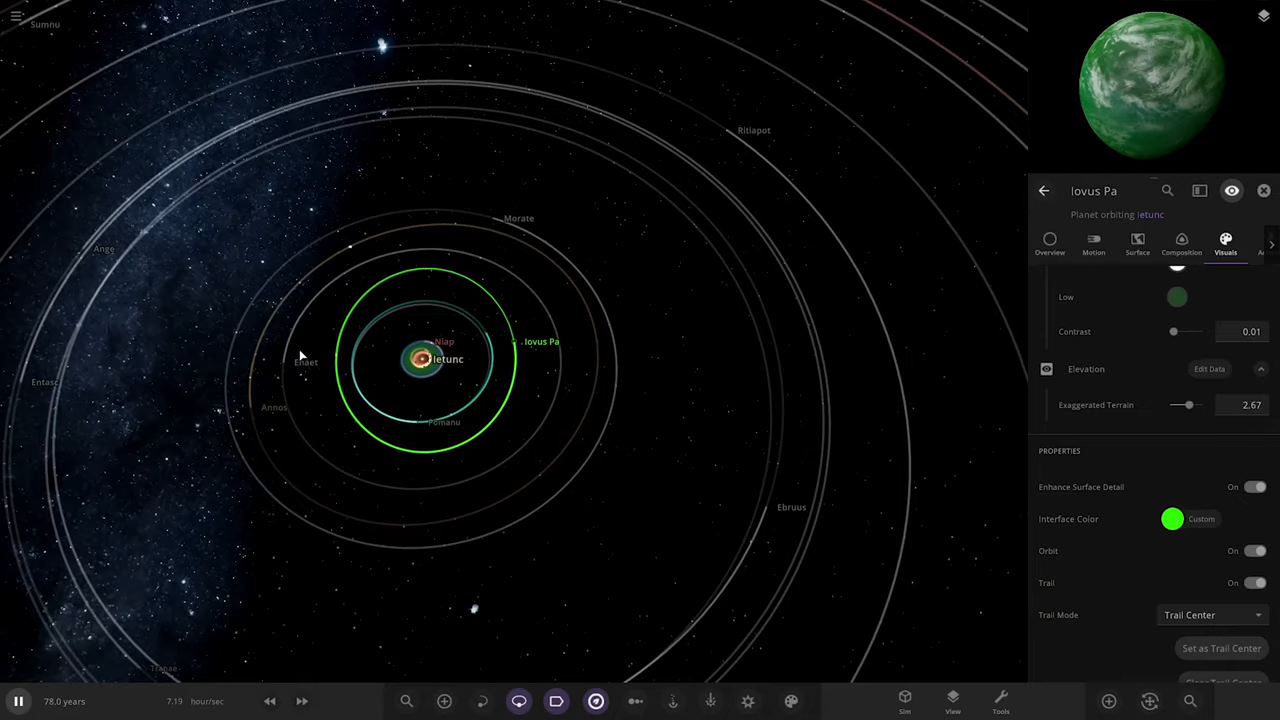 Sumnu
Ritiapot
Morate
Ange
Niap
Iovus Pa
Ietunc
Enaet
Entasc
Annos
Pomanu
Ebruus
Tranae
Iovus Pa
Planet orbiting Ietunc
Overview
Motion
Surface
Composition
Visuals
Low
Contrast
0.01
Elevation
Edit Data
Exaggerated Terrain
2.67
PROPERTIES
Enhance Surface Detail
On
Interface Color
Custom
Orbit
On
Trail
On
Trail Mode
Trail Center
Set as Trail Center
78.0 years
7.19 hour/sec
Sim
View
Tools